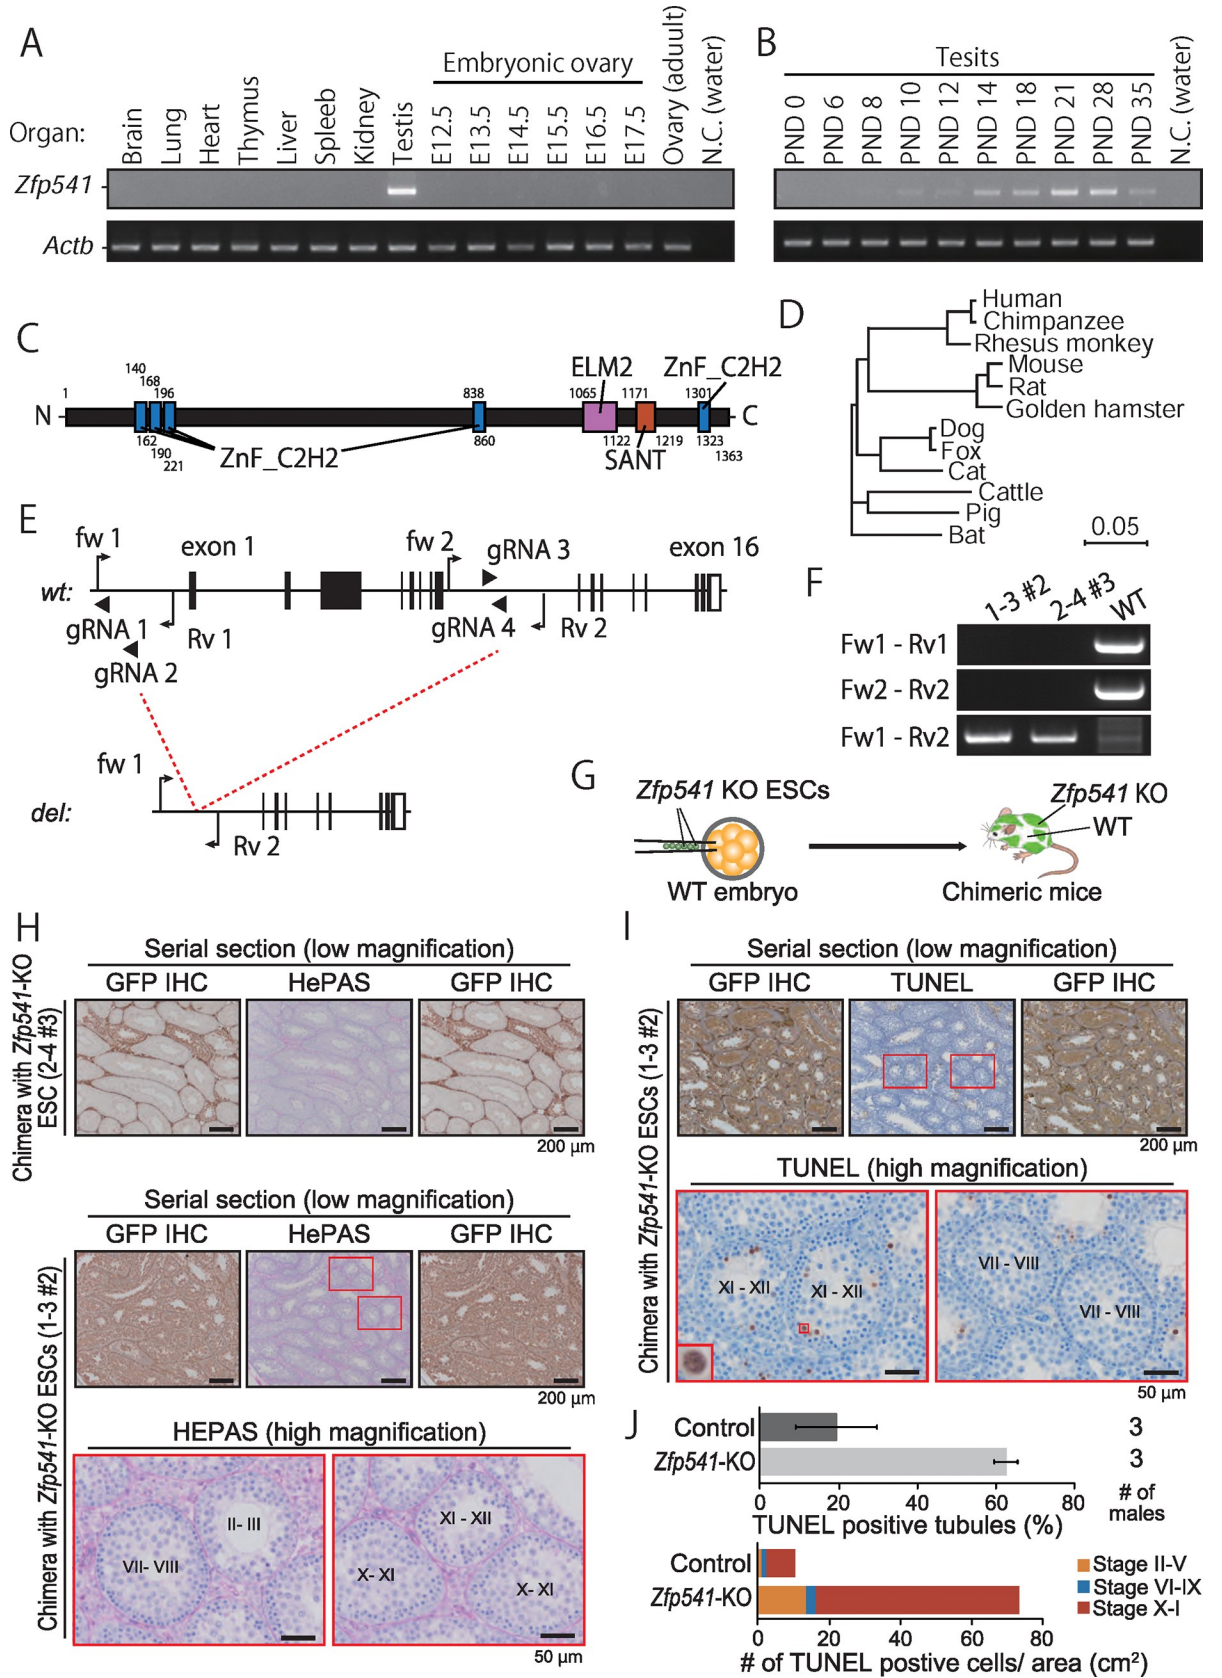 A
Organ:
Brain
Lung
Heart
Thymus
Liver
Spleeb
Kidney
Testis
Embryonic ovary
E12.5
E13.5
E14.5
E15.5
E16.5
E17.5
Ovary (aduult)
N.C. (water)
Zfp541
Actb
B
Tesits
PND 0
PND 6
PND 8
PND 10
PND 12
PND 14
PND 18
PND 21
PND 28
PND 35
N.C. (water)
C
ELM2
ZnF_C2H2
140
168
1
196
838
1065
1171
1301
N
C
162
190
221
860
1122
1219
1323
1363
ZnF_C2H2
SANT
D
Human
Chimpanzee
Rhesus monkey
Mouse
Rat
Golden hamster
Dog
Fox
Cat
Cattle
Pig
Bat
0.05
E
fw 1
exon 1
fw 2
gRNA 3
exon 16
wt:
gRNA 1
Rv 1
gRNA 4
Rv 2
gRNA 2
fw 1
del:
Rv 2
F
1-3 #2
2-4 #3
WT
Fw1 - Rv1
Fw2 - Rv2
Fw1 - Rv2
G
Zfp541 KO ESCs
WT embryo
Zfp541 KO
WT
Chimeric mice
H
Chimera with Zfp541-KO
ESC (2-4 #3)
Serial section (low magnification)
GFP IHC
HePAS
GFP IHC
200 µm
Chimera with Zfp541-KO ESCs (1-3 #2)
Serial section (low magnification)
GFP IHC
HePAS
GFP IHC
200 µm
HEPAS (high magnification)
VII- VIII
II- III
XI - XII
X- XI
X- XI
50 µm
I
Chimera with Zfp541-KO ESCs (1-3 #2)
Serial section (low magnification)
GFP IHC
TUNEL
GFP IHC
200 µm
TUNEL (high magnification)
XI - XII
XI - XII
VII - VIII
VII - VIII
50 µm
J
Control
3
Zfp541-KO
3
0
20
40
60
80
# of
males
TUNEL positive tubules (%)
Control
Zfp541-KO
Stage II-V
Stage VI-IX
Stage X-I
0
20
40
60
80
# of TUNEL postive cells/ area (cm²)